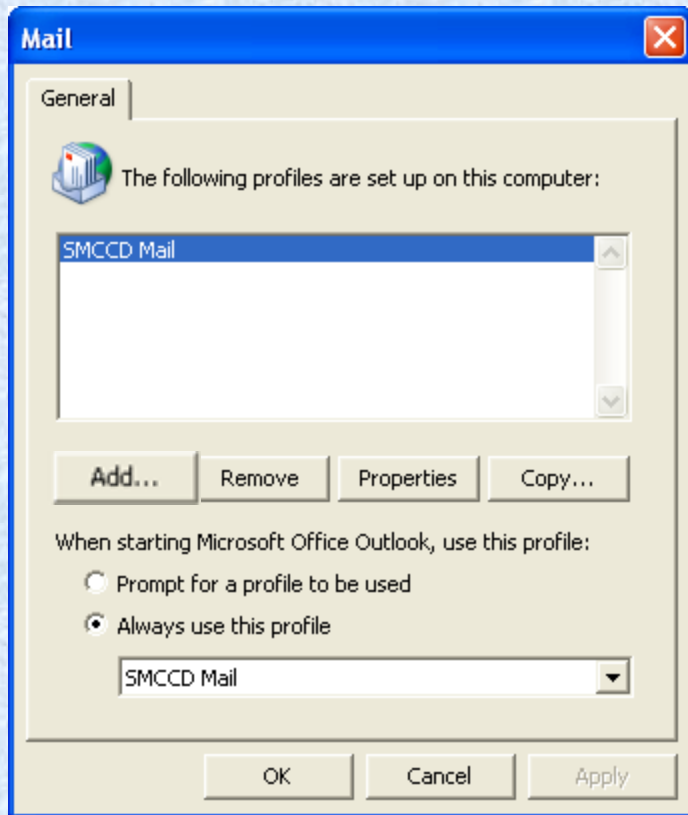 Mail
General
The following profiles are set up on this computer:
SMCCD Mail
Add... Remove Properties Copy...
When starting Microsoft Office Outlook, use this profile:
Prompt for a profile to be used
Always use this profile
SMCCD Mail
OK Cancel Apply